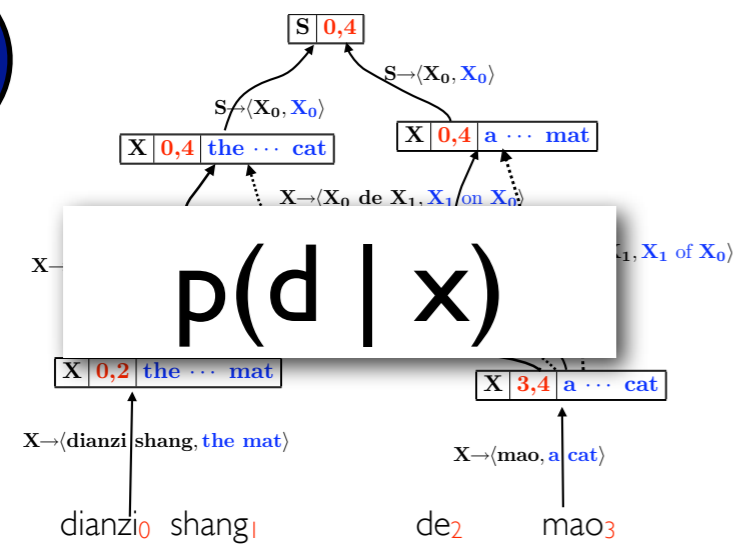 S 0,4
S→⟨X₀, X₀⟩
S→⟨X₀, X₀⟩
X 0,4 the ··· cat
X 0,4 a ··· mat
X→⟨X₀ de X₁, X₁ on X₀⟩
X→
X₁, X₁ of X₀⟩
p(d | x)
X 0,2 the ··· mat
X 3,4 a ··· cat
X→⟨dianzi shang, the mat⟩
X→⟨mao, a cat⟩
dianzi₀ shang₁ de₂ mao₃